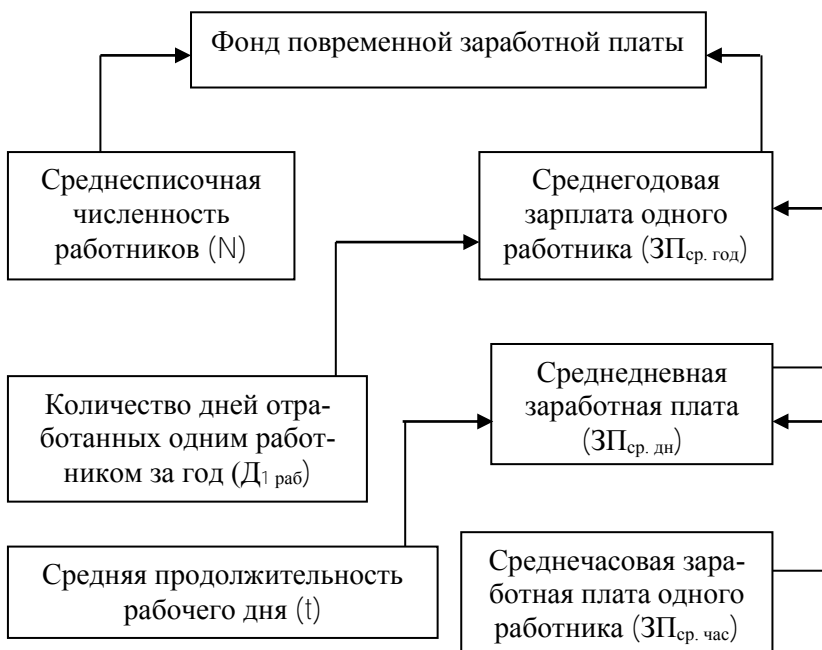 Фонд повременной заработной платы
Среднесписочная
численность
работников (N)
Среднегодовая
зарплата одного
работника (ЗПср. год)
Количество дней отра-
ботанных одним работ-
ником за год (Д1 раб)
Среднедневная
заработная плата
(ЗПср. дн)
Средняя продолжительность
рабочего дня (t)
Среднечасовая зара-
ботная плата одного
работника (ЗПср. час)